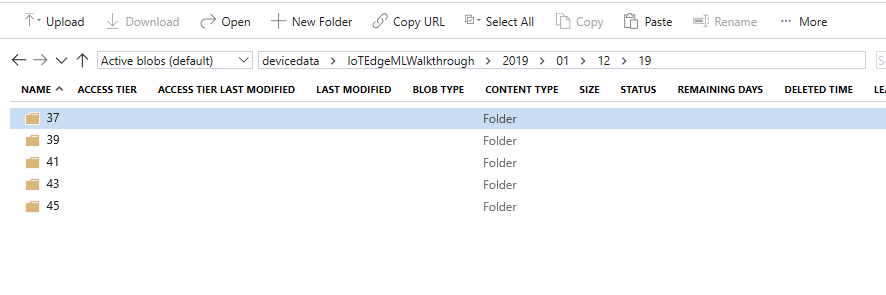 Upload Download Open New Folder Copy URL Select All Copy Paste Rename More
Active blobs (default) devicedata IoTEdgeMLWalkthrough 2019 01 12 19
NAME ACCESS TIER ACCESS TIER LAST MODIFIED LAST MODIFIED BLOB TYPE CONTENT TYPE SIZE STATUS REMAINING DAYS DELETED TIME
37 Folder
39 Folder
41 Folder
43 Folder
45 Folder